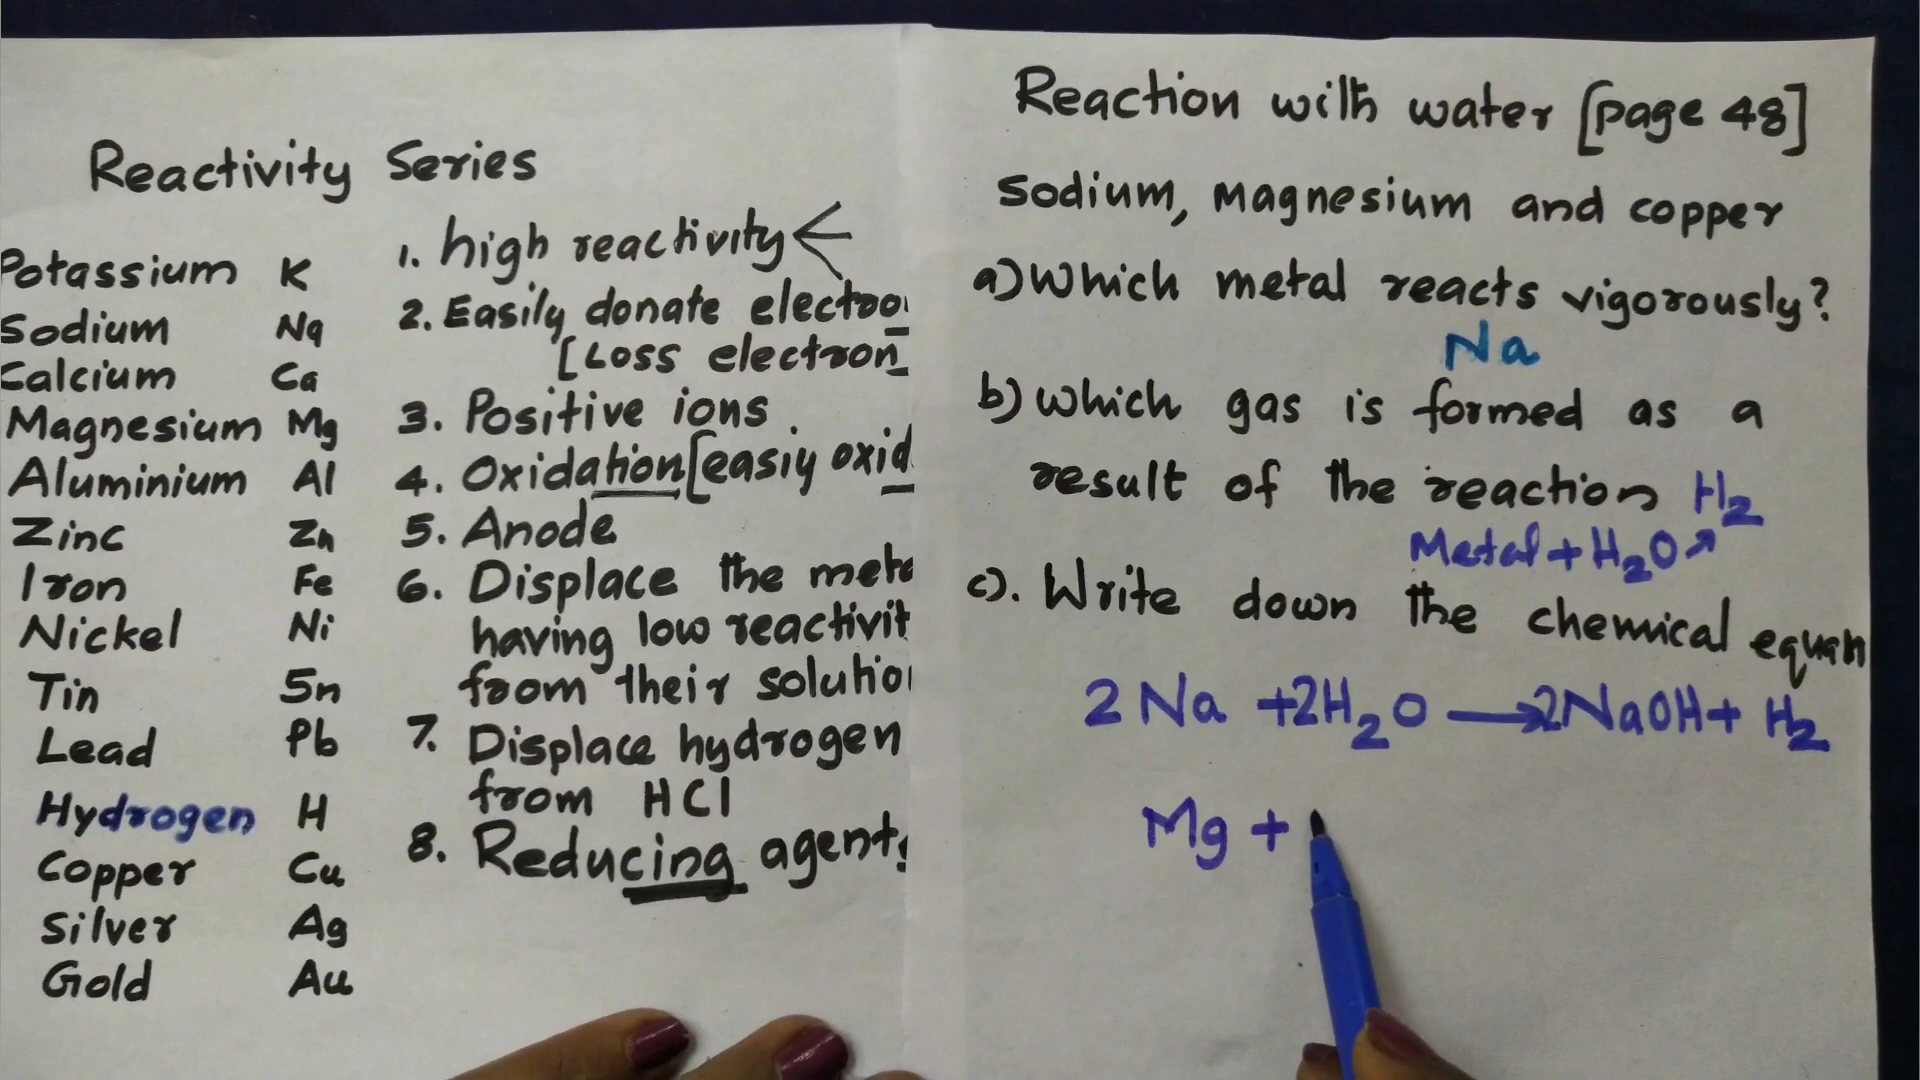 Reactivity Series
Potassium K
Sodium Na
Calcium Ca
Magnesium Mg
Aluminium Al
Zinc Zn
Iron Fe
Nickel Ni
Tin Sn
Lead Pb
Hydrogen H
Copper Cu
Silver Ag
Gold Au
1. high reactivity
2. Easily donate electro
[Loss electron
3. Positive ions
4. Oxidation [easiy oxid
5. Anode
6. Displace the meta
having low reactivit
from their solutio
7. Displace hydrogen
from HCl
8. Reducing agent
Reaction with water [page 48]
Sodium, Magnesium and copper
a) Which metal reacts vigorously?
Na
b) which gas is formed as a
result of the reaction H2
Metal + H2O ↗
c). Write down the chemical equan
2 Na + 2H2O → 2NaOH + H2
Mg +